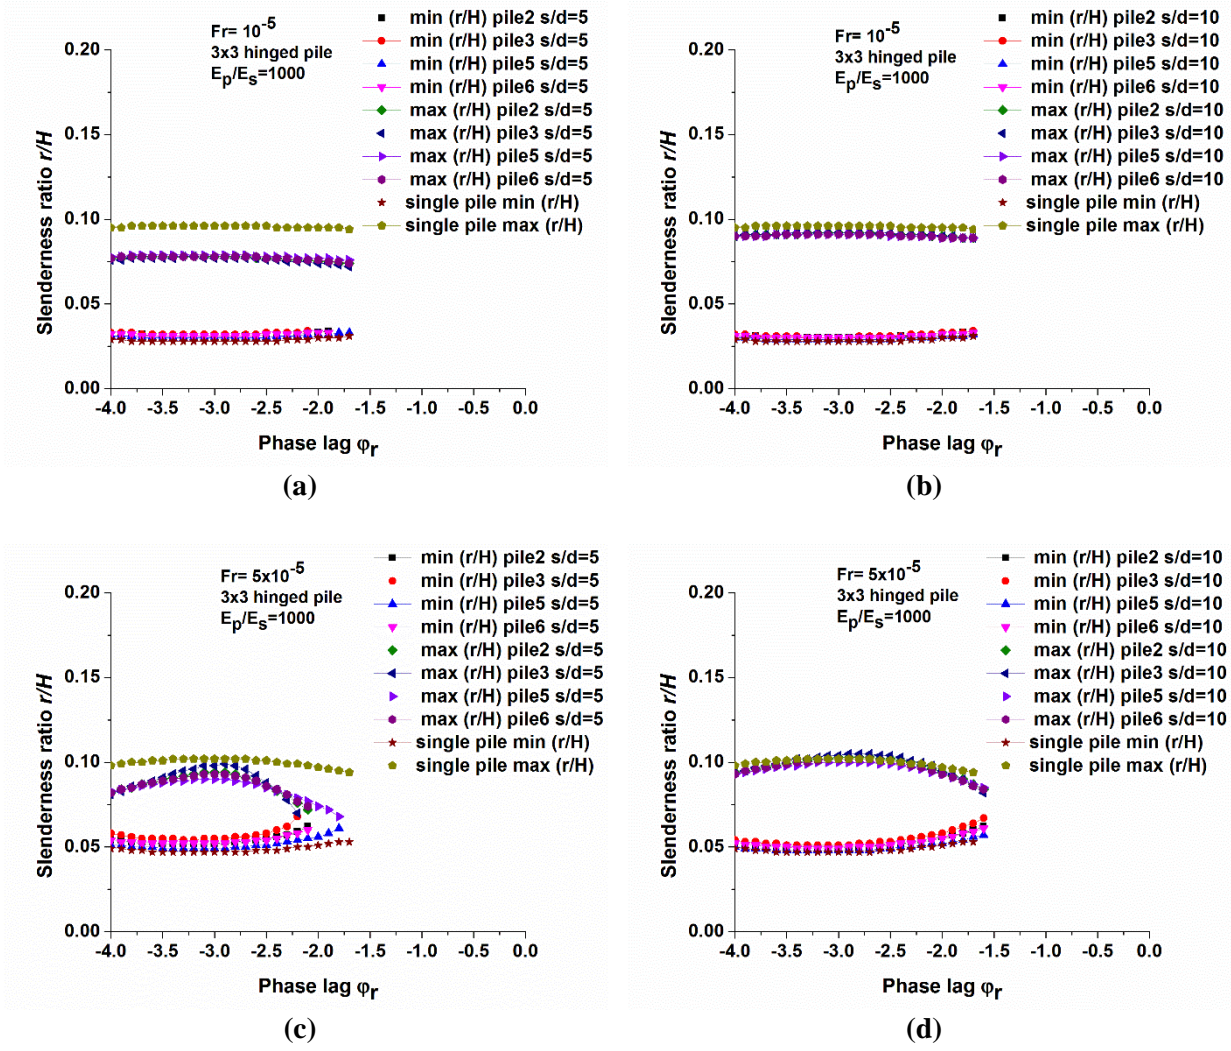 Fr= 10-5
3x3 hinged pile
Ep/Es=1000
min (r/H) pile2 s/d=5
min (r/H) pile3 s/d=5
min (r/H) pile5 s/d=5
min (r/H) pile6 s/d=5
max (r/H) pile2 s/d=5
max (r/H) pile3 s/d=5
max (r/H) pile5 s/d=5
max (r/H) pile6 s/d=5
single pile min (r/H)
single pile max (r/H)
Slenderness ratio r/H
0.20
0.15
0.10
0.05
0.00
-4.0 -3.5 -3.0 -2.5 -2.0 -1.5 -1.0 -0.5 0.0
Phase lag φr
(a)
Fr= 10-5
3x3 hinged pile
Ep/Es=1000
min (r/H) pile2 s/d=10
min (r/H) pile3 s/d=10
min (r/H) pile5 s/d=10
min (r/H) pile6 s/d=10
max (r/H) pile2 s/d=10
max (r/H) pile3 s/d=10
max (r/H) pile5 s/d=10
max (r/H) pile6 s/d=10
single pile min (r/H)
single pile max (r/H)
Slenderness ratio r/H
0.20
0.15
0.10
0.05
0.00
-4.0 -3.5 -3.0 -2.5 -2.0 -1.5 -1.0 -0.5 0.0
Phase lag φr
(b)
Fr= 5x10-5
3x3 hinged pile
Ep/Es=1000
min (r/H) pile2 s/d=5
min (r/H) pile3 s/d=5
min (r/H) pile5 s/d=5
min (r/H) pile6 s/d=5
max (r/H) pile2 s/d=5
max (r/H) pile3 s/d=5
max (r/H) pile5 s/d=5
max (r/H) pile6 s/d=5
single pile min (r/H)
single pile max (r/H)
Slenderness ratio r/H
0.20
0.15
0.10
0.05
0.00
-4.0 -3.5 -3.0 -2.5 -2.0 -1.5 -1.0 -0.5 0.0
Phase lag φr
(c)
Fr= 5x10-5
3x3 hinged pile
Ep/Es=1000
min (r/H) pile2 s/d=10
min (r/H) pile3 s/d=10
min (r/H) pile5 s/d=10
min (r/H) pile6 s/d=10
max (r/H) pile2 s/d=10
max (r/H) pile3 s/d=10
max (r/H) pile5 s/d=10
max (r/H) pile6 s/d=10
single pile min (r/H)
single pile max (r/H)
Slenderness ratio r/H
0.20
0.15
0.10
0.05
0.00
-4.0 -3.5 -3.0 -2.5 -2.0 -1.5 -1.0 -0.5 0.0
Phase lag φr
(d)